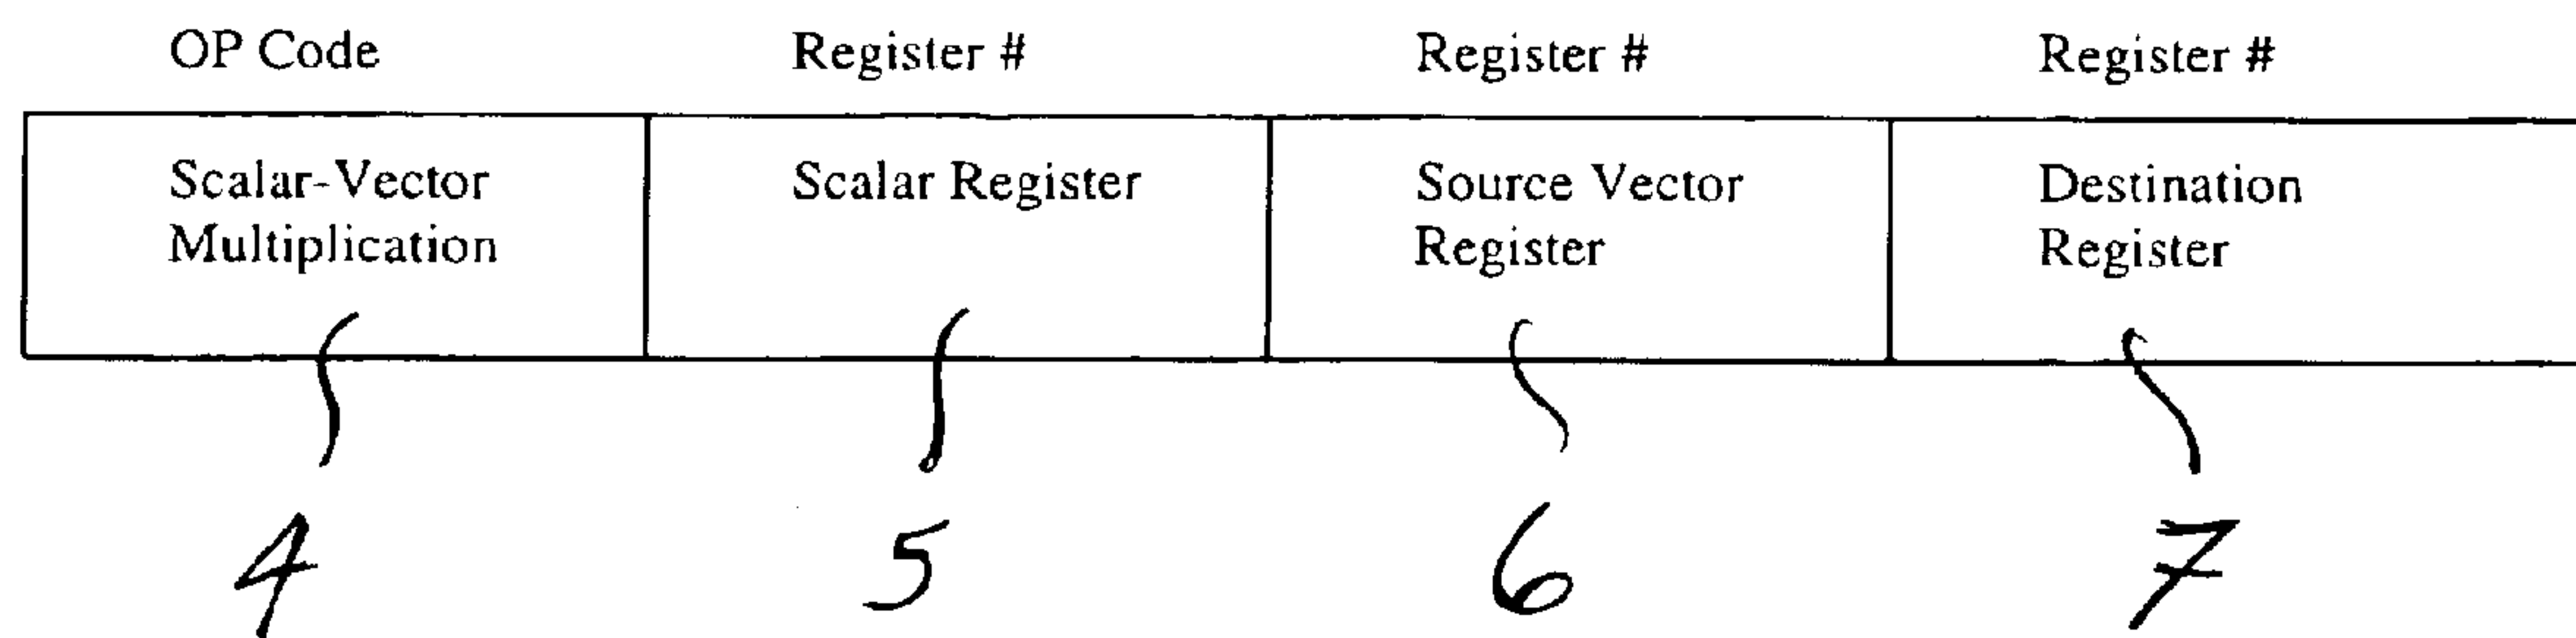 OP Code Register # Register # Register #
Scalar-Vector Scalar Register Source Vector Destination
Multiplication Register Register
4 5 6 7